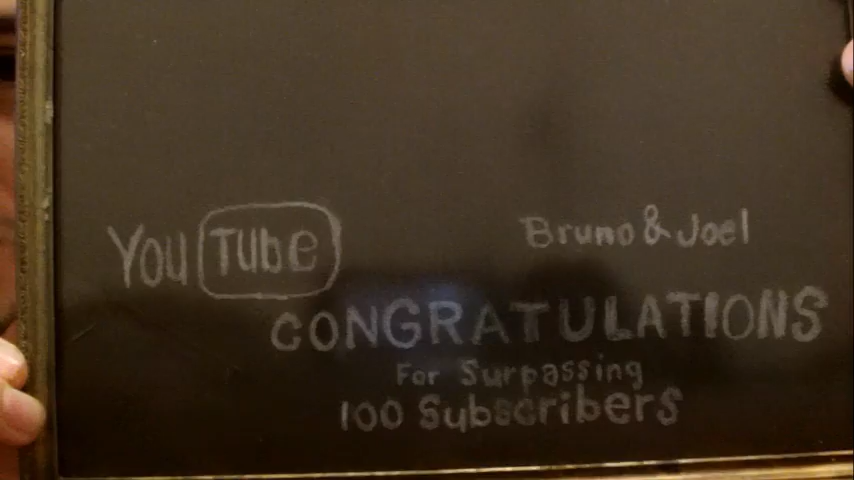 YouTube
Bruno & Joel
CONGRATULATIONS
For Surpassing
100 Subscribers